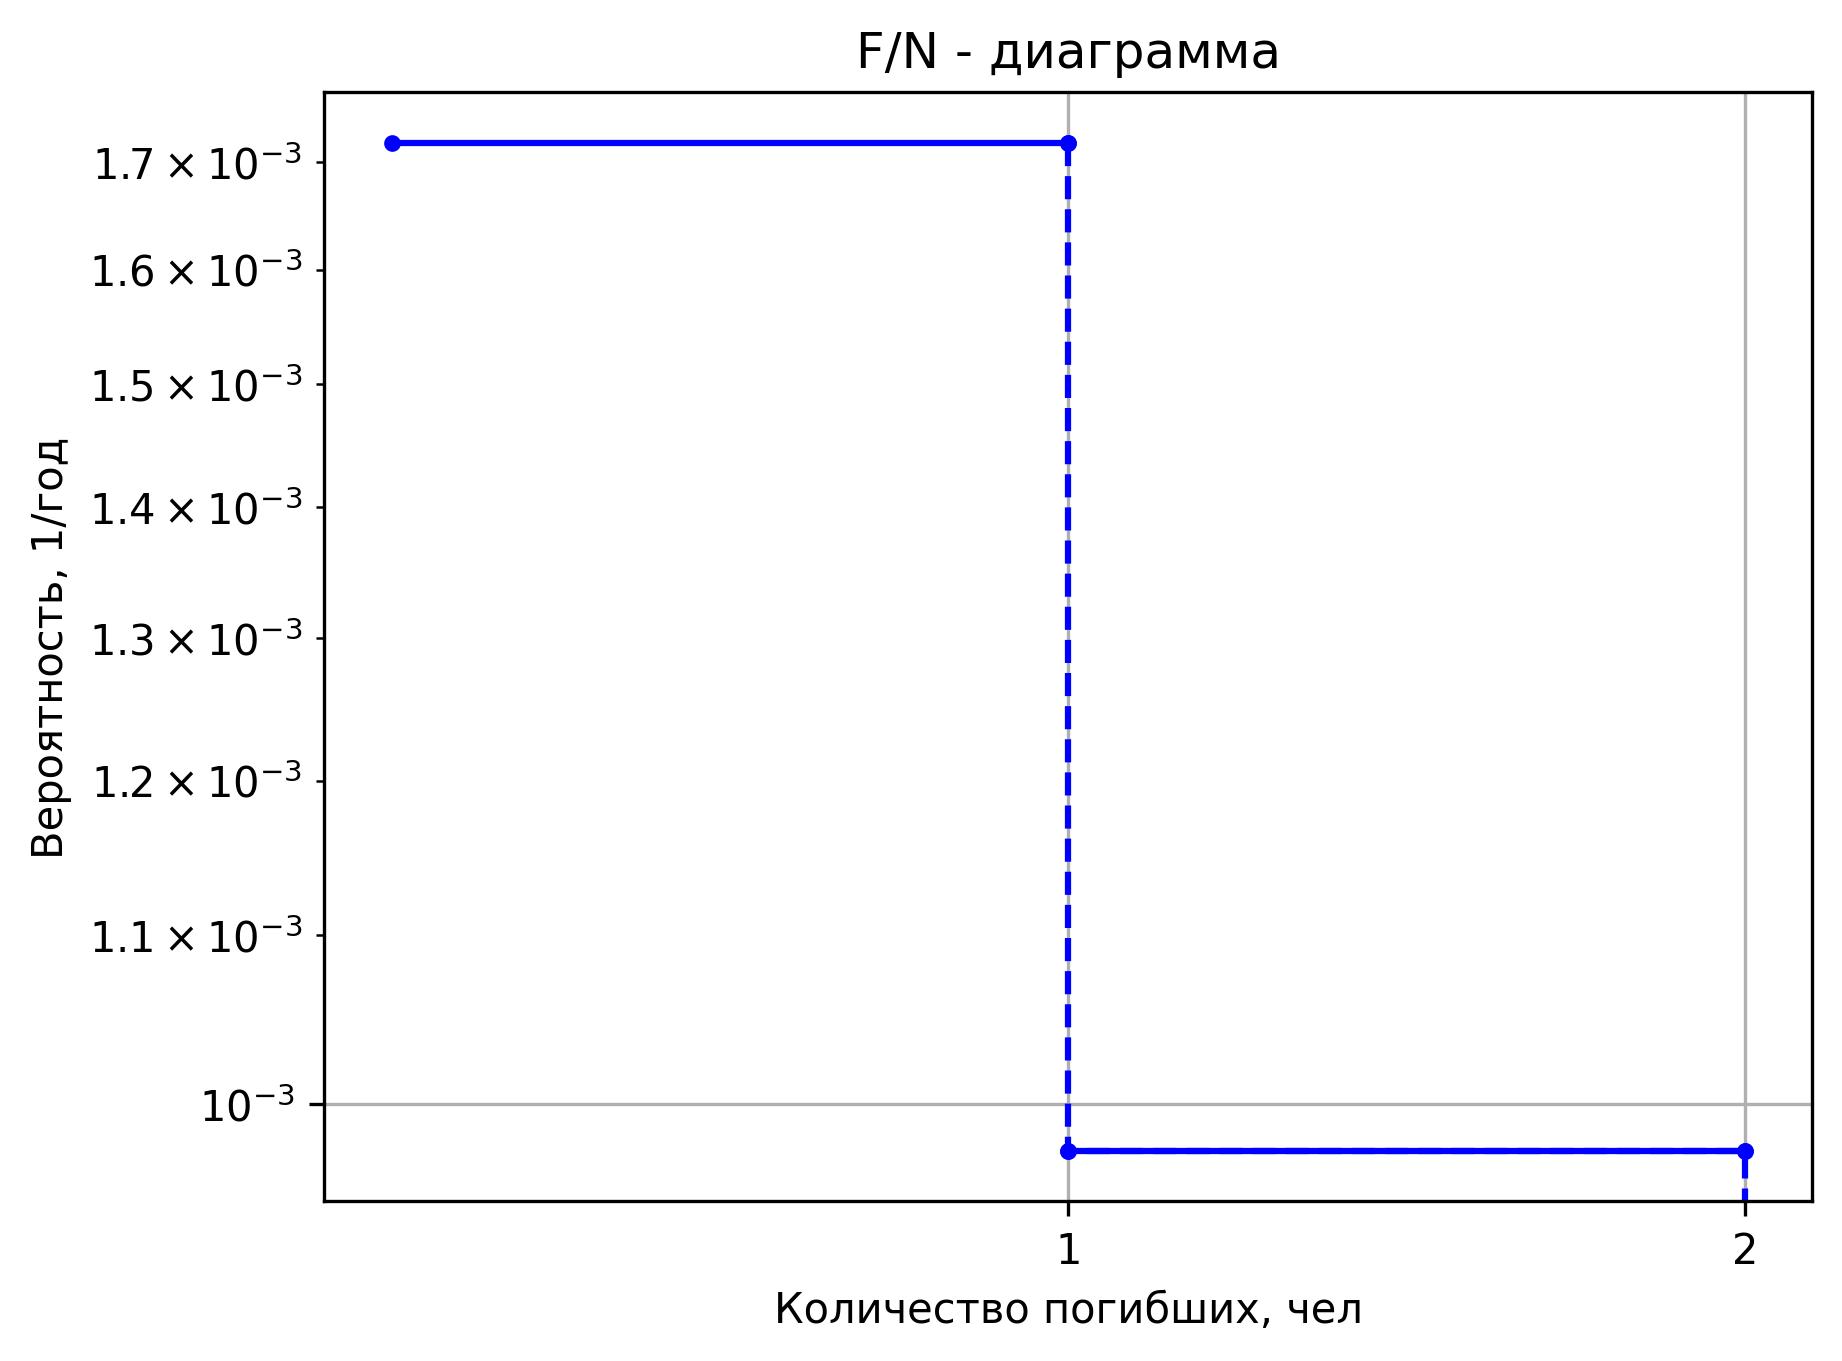 F/N - диаграмма
Вероятность, 1/год
1.7 × 10⁻³
1.6 × 10⁻³
1.5 × 10⁻³
1.4 × 10⁻³
1.3 × 10⁻³
1.2 × 10⁻³
1.1 × 10⁻³
10⁻³
1
2
Количество погибших, чел